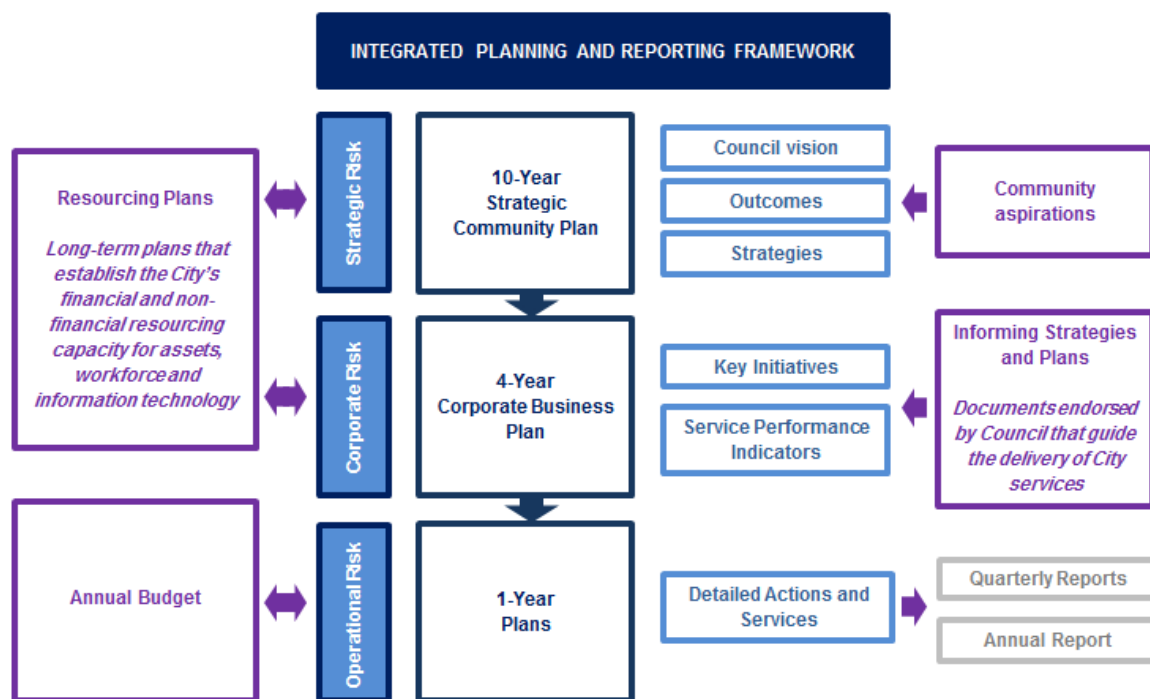 INTEGRATED PLANNING AND REPORTING FRAMEWORK
Resourcing Plans
Long-term plans that
establish the City's
financial and non-
financial resourcing
capacity for assets,
workforce and
information technology
Strategic Risk
10-Year
Strategic
Community Plan
Council vision
Outcomes
Strategies
Community
aspirations
Corporate Risk
4-Year
Corporate Business
Plan
Key Initiatives
Service Performance
Indicators
Informing Strategies
and Plans
Documents endorsed
by Council that guide
the delivery of City
services
Annual Budget
Operational Risk
1-Year
Plans
Detailed Actions and
Services
Quarterly Reports
Annual Report